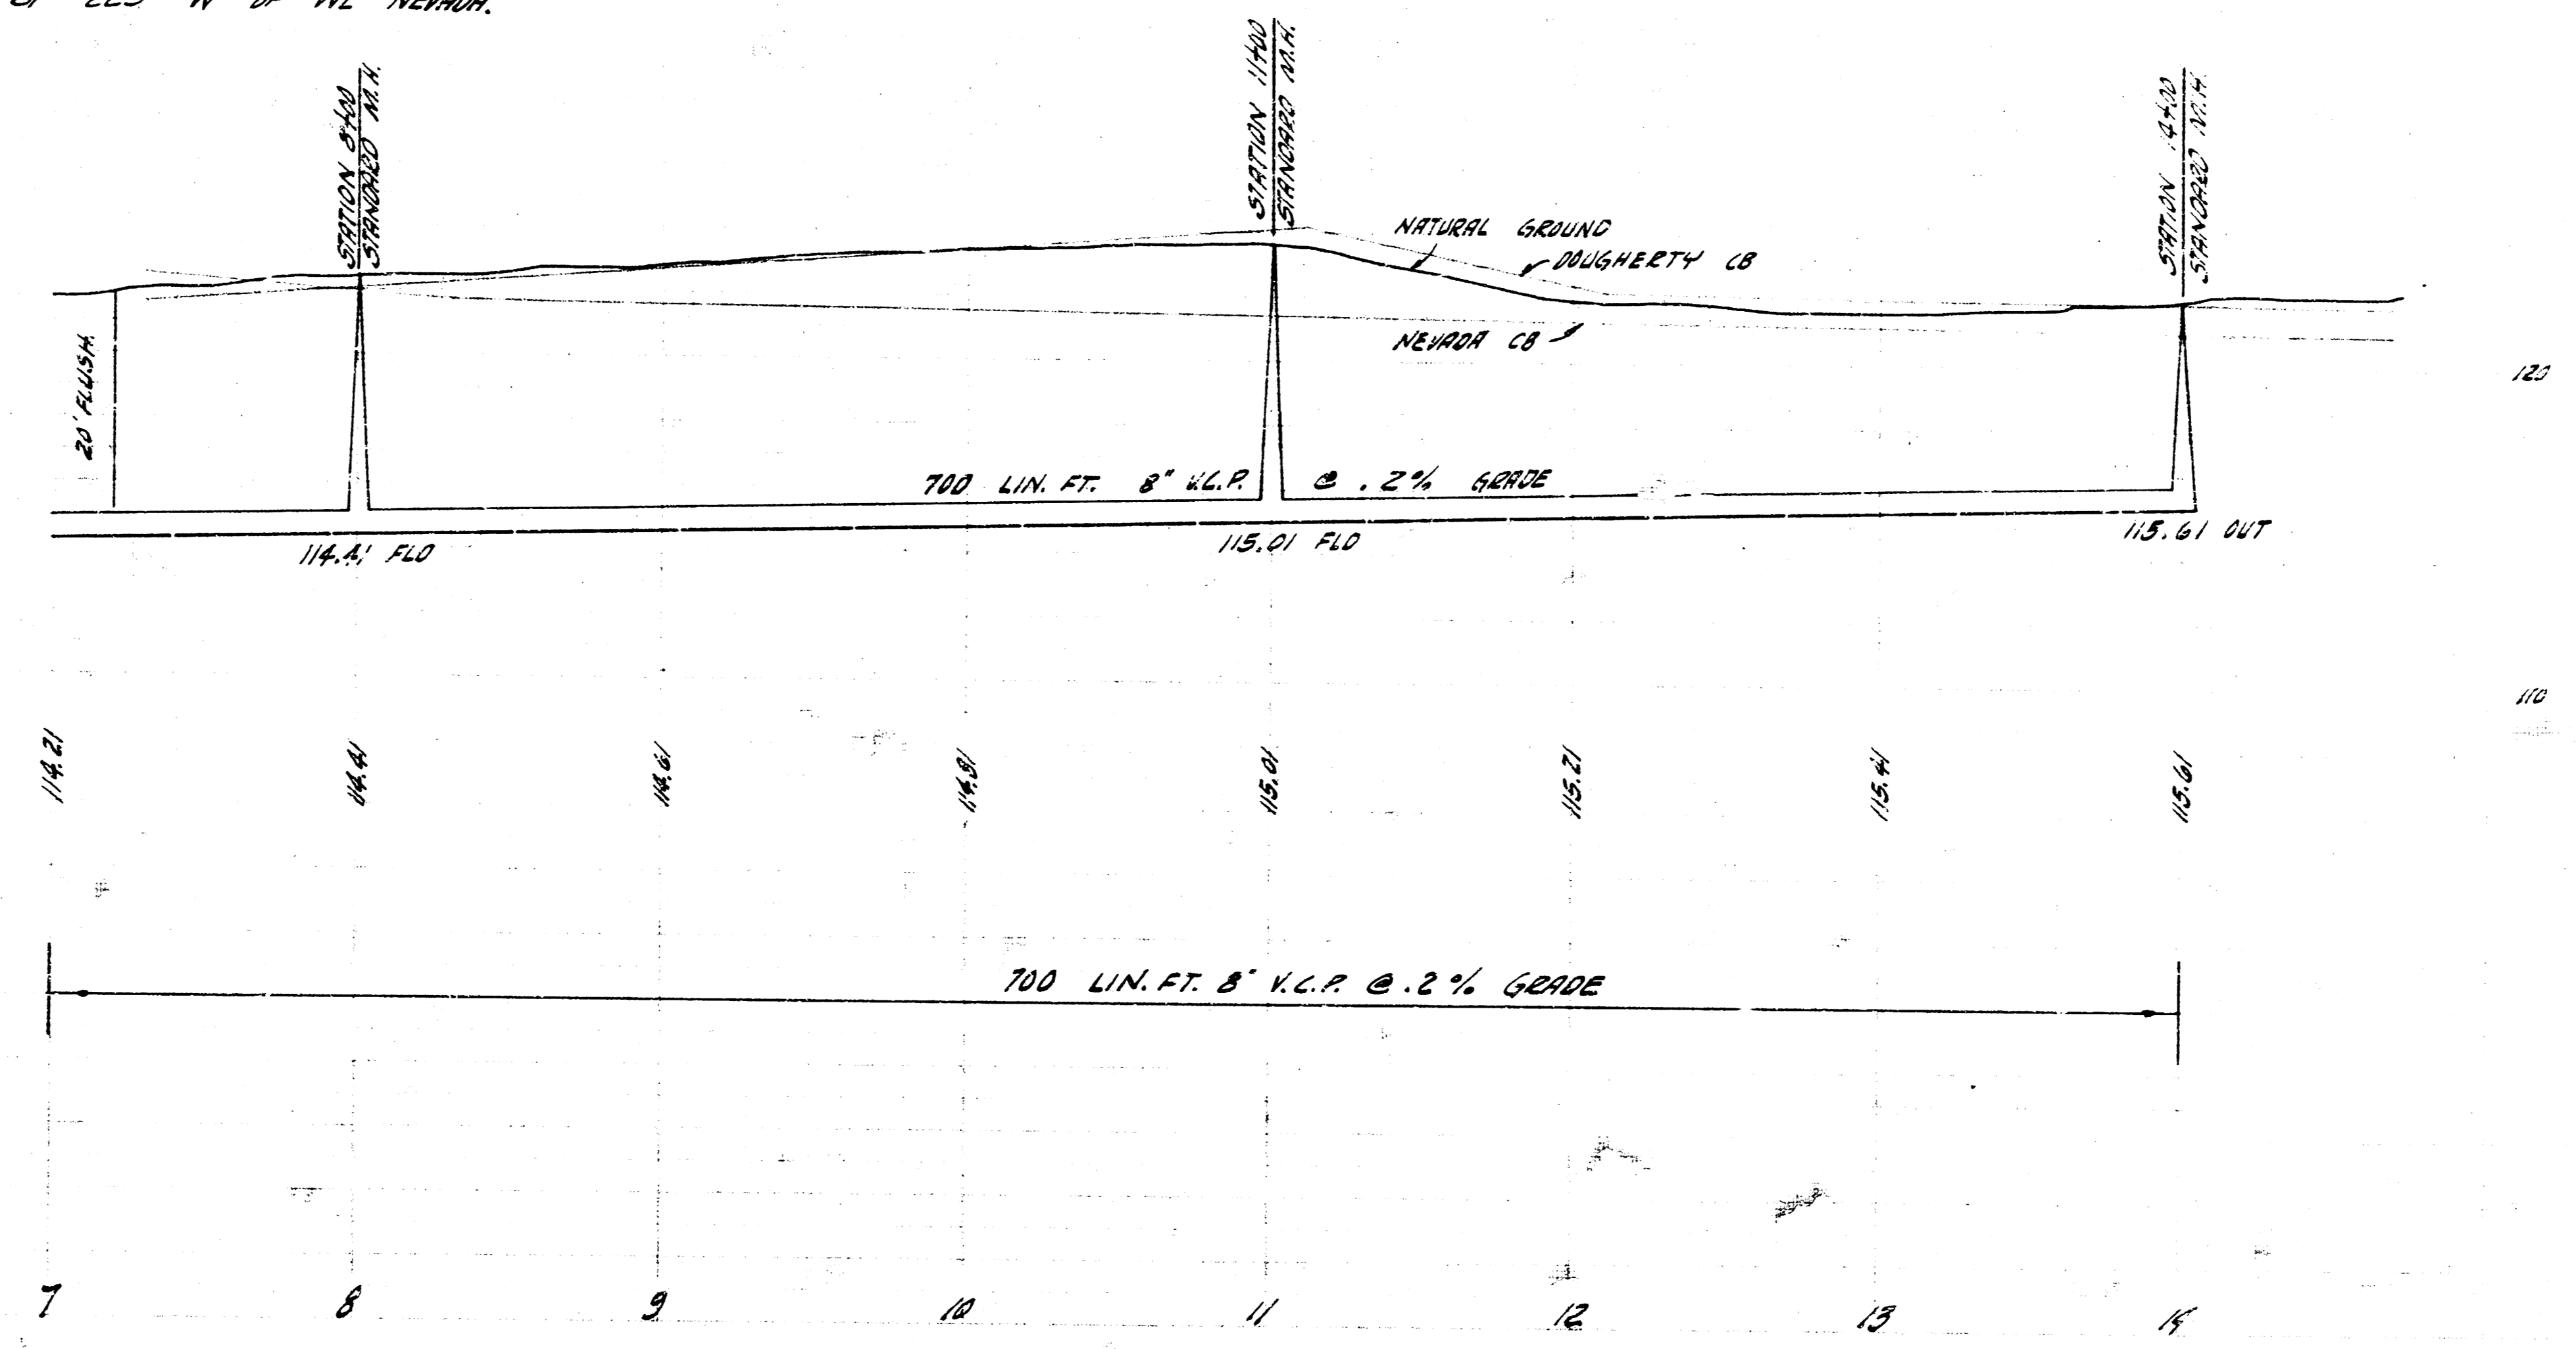 W OF WL NEVADA.
STATION 8+00
STANDARD M.H.
STATION 11+00
STANDARD M.H.
STATION 14+00
STANDARD M.H.
NATURAL GROUND
DOUGHERTY CB
NEVADA CB
20' FLUSH.
120
700 LIN. FT. 8" V.C.P. @ .2% GRADE
114.41 FLO
115.01 FLO
115.61 OUT
110
114.21
114.41
114.61
114.81
115.01
115.21
115.41
115.61
700 LIN. FT. 8" V.C.P. @ .2% GRADE
7
8
9
10
11
12
13
14